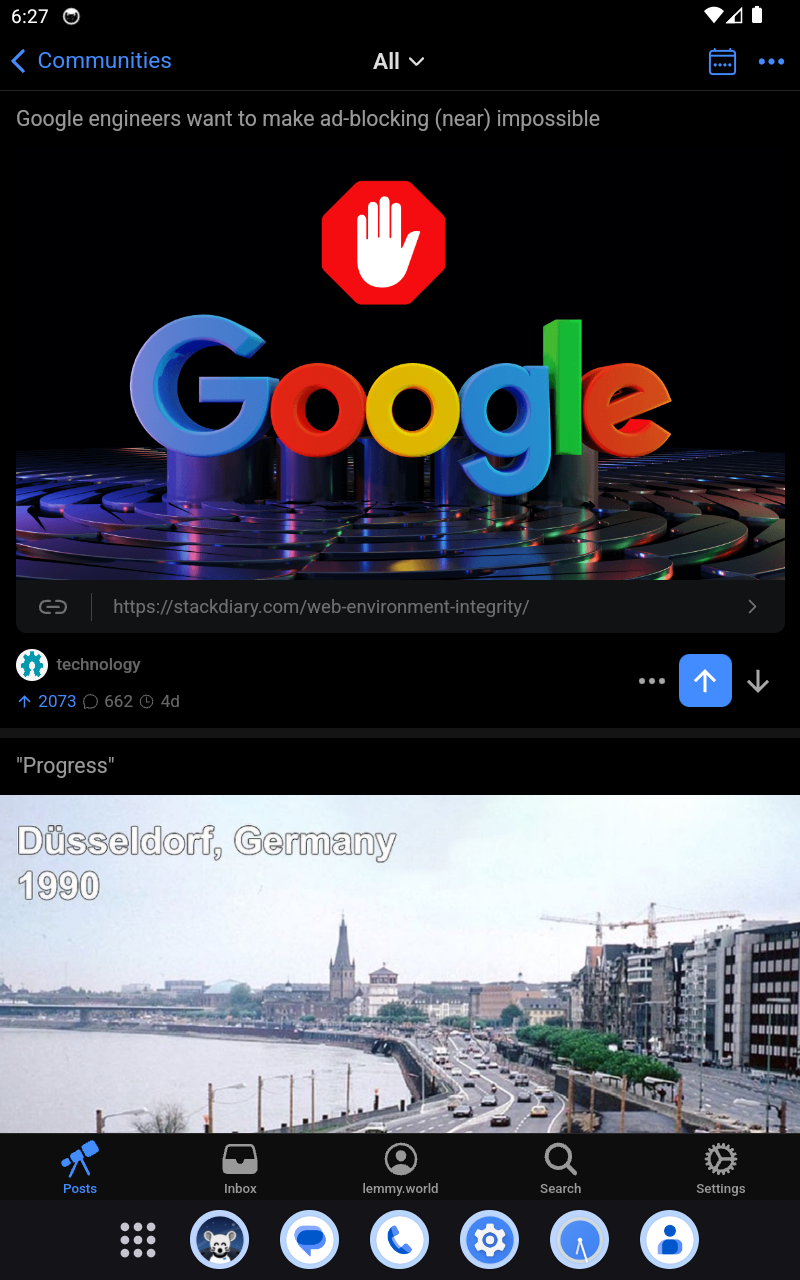 6:27
Communities
All
Google engineers want to make ad-blocking (near) impossible
Google
https://stackdiary.com/web-environment-integrity/
technology
2073 662 4d
"Progress"
Düsseldorf, Germany
1990
Posts
Inbox
lemmy.world
Search
Settings